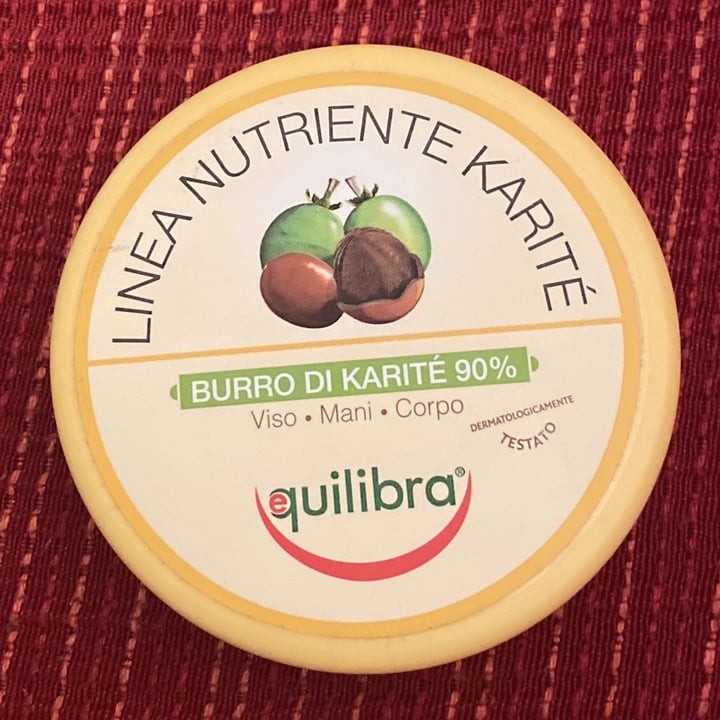 LINEA NUTRIENTE KARITÉ
BURRO DI KARITÉ 90%
Viso • Mani • Corpo
DERMATOLOGICAMENTE
TESTATO
equilibra®